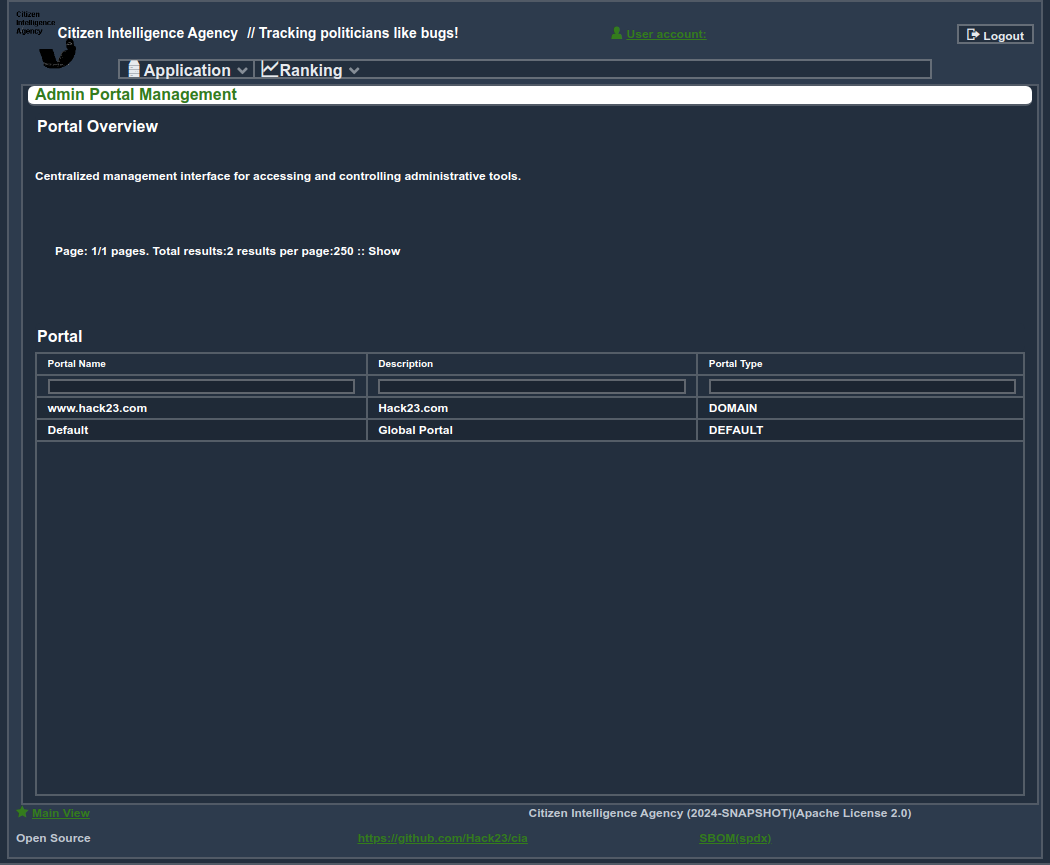 Citizen
Intelligence
Agency
Citizen Intelligence Agency // Tracking politicians like bugs!
User account:
Logout
Application
Ranking
Admin Portal Management
Portal Overview
Centralized management interface for accessing and controlling administrative tools.
Page: 1/1 pages. Total results:2 results per page:250 :: Show
Portal
Portal Name Description Portal Type
www.hack23.com Hack23.com DOMAIN
Default Global Portal DEFAULT
Main View Citizen Intelligence Agency (2024-SNAPSHOT)(Apache License 2.0)
Open Source https://github.com/Hack23/cia SBOM(spdx)